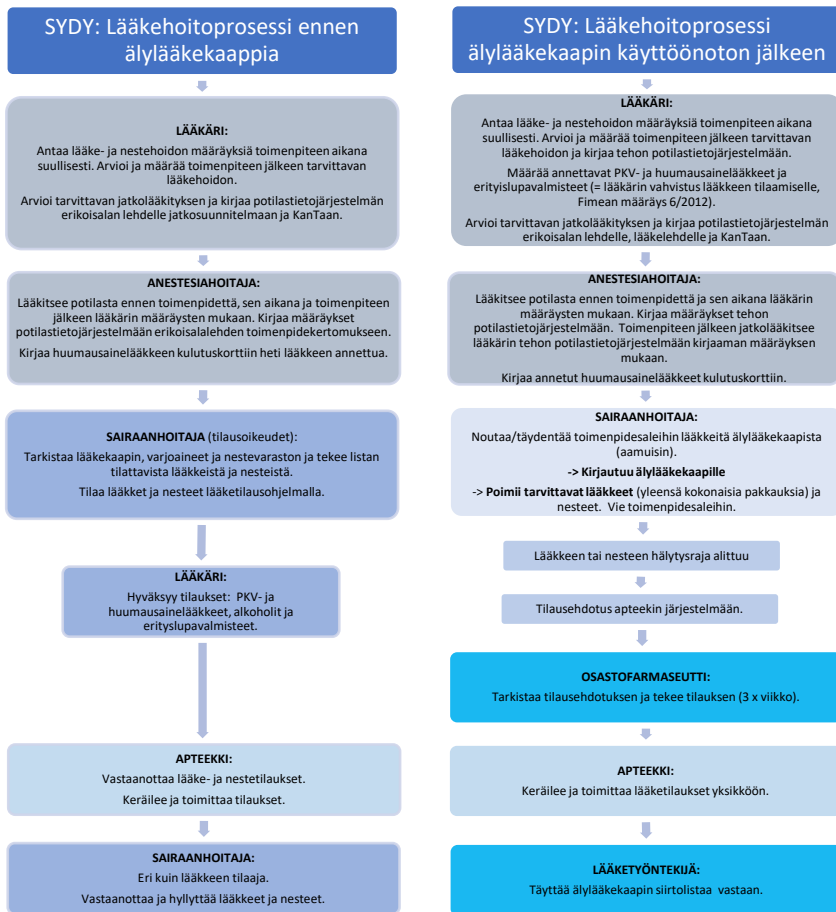 SYDY: Lääkehoitoprosessi ennen
älylääkekaappia
LÄÄKÄRI:
Antaa lääke- ja nestehoidon määräyksiä toimenpiteen aikana
suullisesti. Arvioi ja määrää toimenpiteen jälkeen tarvittavan
lääkehoidon.
Arvioi tarvittavan jatkolääkityksen ja kirjaa potilastietojärjestelmän
erikoisalan lehdelle jatkosuunnitelmaan ja KanTaan.
ANESTESIAHOITAJA:
Lääkitsee potilasta ennen toimenpidettä, sen aikana ja toimenpiteen
jälkeen lääkärin määräysten mukaan. Kirjaa määräykset
potilastietojärjestelmään erikoisalalehden toimenpidekertomukseen.
Kirjaa huumausainelääkkeen kulutuskorttiin heti lääkkeen annettua.
SAIRAANHOITAJA (tilausoikeudet):
Tarkistaa lääkekaapin, varjoaineet ja nestevaraston ja tekee listan
tilattavista lääkkeistä ja nesteistä.
Tilaa lääkket ja nesteet lääketilausohjelmalla.
LÄÄKÄRI:
Hyväksyy tilaukset: PKV- ja
huumausainelääkkeet, alkoholit ja
erityslupavalmisteet.
APTEEKKI:
Vastaanottaa lääke- ja nestetilaukset.
Keräilee ja toimittaa tilaukset.
SAIRAANHOITAJA:
Eri kuin lääkkeen tilaaja.
Vastaanottaa ja hyllyttää lääkkeet ja nesteet.
SYDY: Lääkehoitoprosessi
älylääkekaapin käyttöönoton jälkeen
LÄÄKÄRI:
Antaa lääke- ja nestehoidon määräyksiä toimenpiteen aikana
suullisesti. Arvioi ja määrää toimenpiteen jälkeen tarvittavan
lääkehoidon ja kirjaa tehon potilastietojärjestelmään.
Määrää annettavat PKV- ja huumausainelääkkeet ja
erityislupavalmisteet (= lääkärin vahvistus lääkkeen tilaamiselle,
Fimean määräys 6/2012).
Arvioi tarvittavan jatkolääkityksen ja kirjaa potilastietojärjestelmän
erikoisalan lehdelle, lääkelehdelle ja KanTaan.
ANESTESIAHOITAJA:
Lääkitsee potilasta ennen toimenpidettä ja sen aikana lääkärin
määräysten mukaan. Kirjaa määräykset tehon
potilastietojärjestelmään. Toimenpiteen jälkeen jatkolääkitsee
lääkärin tehon potilastietojärjestelmään kirjaaman määräyksen
mukaan.
Kirjaa annetut huumausainelääkkeet kulutuskorttiin.
SAIRAANHOITAJA:
Noutaa/täydentää toimenpidesaleihin lääkkeitä älylääkekaapista
(aamuisin).
-> Kirjautuu älylääkekaapille
-> Poimii tarvittavat lääkkeet (yleensä kokonaisia pakkauksia) ja
nesteet. Vie toimenpidesaleihin.
Lääkkeen tai nesteen hälytysraja alittuu
Tilausehdotus apteekin järjestelmään.
OSASTOFARMASEUTTI:
Tarkistaa tilausehdotuksen ja tekee tilauksen (3 x viikko).
APTEEKKI:
Keräilee ja toimittaa lääketilaukset yksikköön.
LÄÄKETYÖNTEKIJÄ:
Täyttää älylääkekaapin siirtolistaa vastaan.